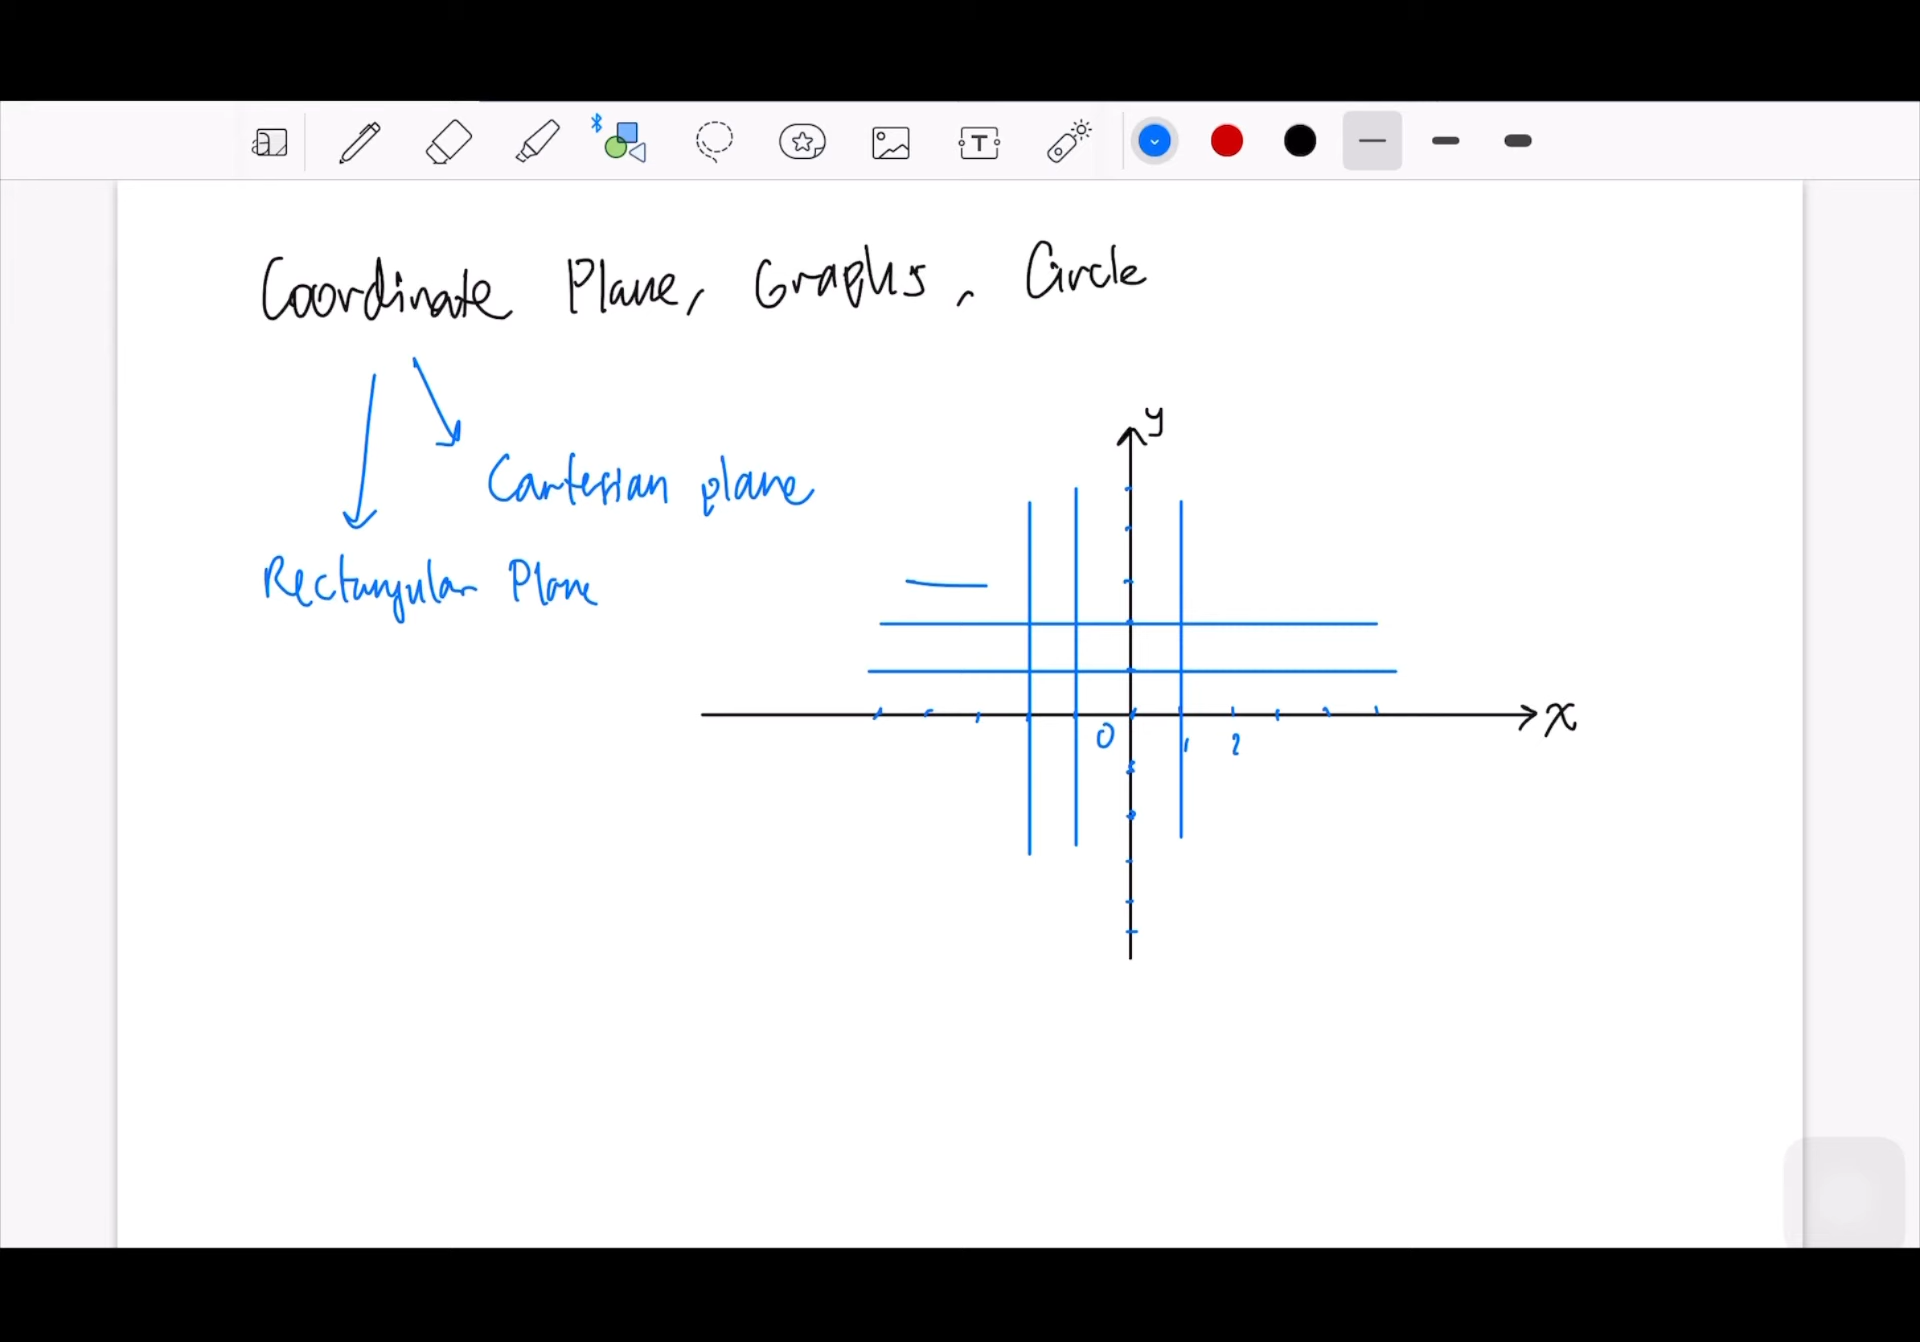 Coordinate Plane, Graphs, Circle
Cartesian plane
Rectangular Plane
y
x
0
1
2
T